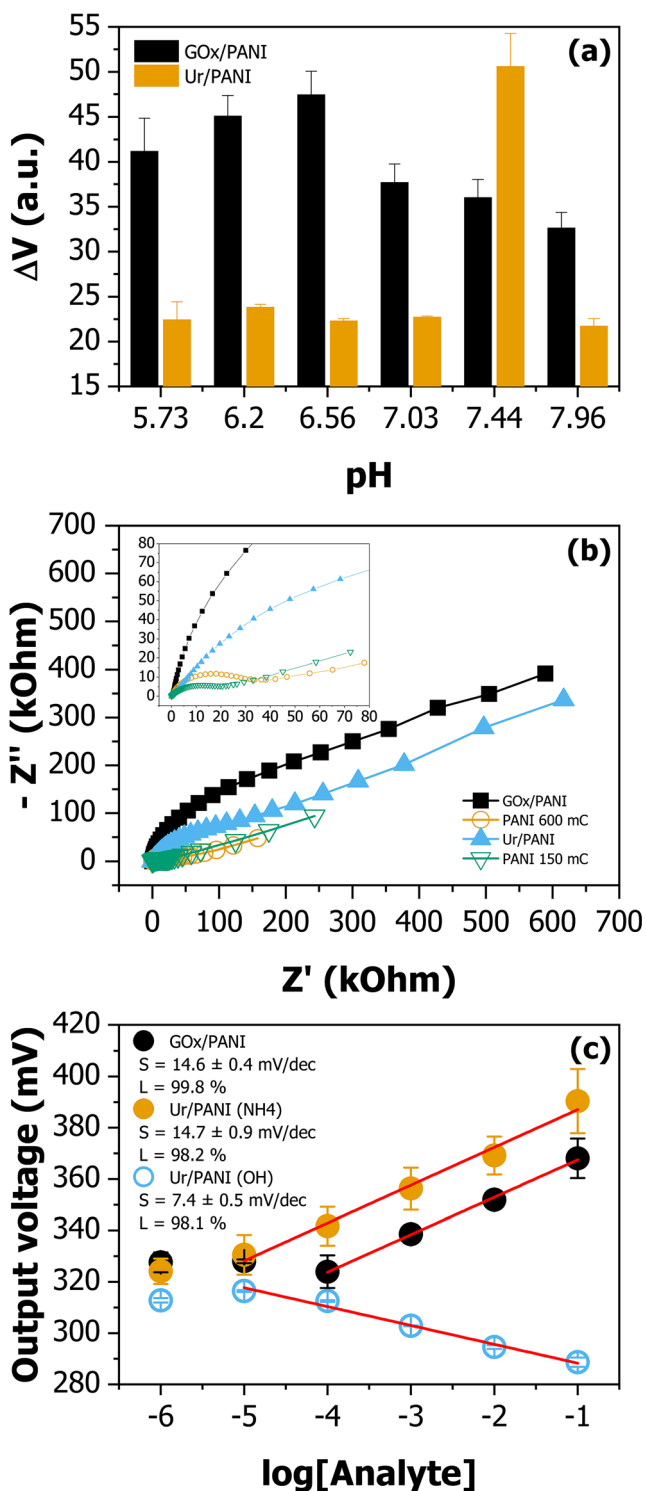 55
50
45
40
35
30
25
20
15
ΔV (a.u.)
GOx/PANI
Ur/PANI
(a)
5.73 6.2 6.56 7.03 7.44 7.96
pH
700
600
500
400
300
200
100
0
- Z'' (kOhm)
(b)
80
70
60
50
40
30
20
10
0
0 10 20 30 40 50 60 70 80
GOx/PANI
PANI 600 mC
Ur/PANI
PANI 150 mC
0 100 200 300 400 500 600 700
Z' (kOhm)
420
400
380
360
340
320
300
280
Output voltage (mV)
(c)
GOx/PANI
S = 14.6 ± 0.4 mV/dec
L = 99.8 %
Ur/PANI (NH4)
S = 14.7 ± 0.9 mV/dec
L = 98.2 %
Ur/PANI (OH)
S = 7.4 ± 0.5 mV/dec
L = 98.1 %
-6 -5 -4 -3 -2 -1
log[Analyte]